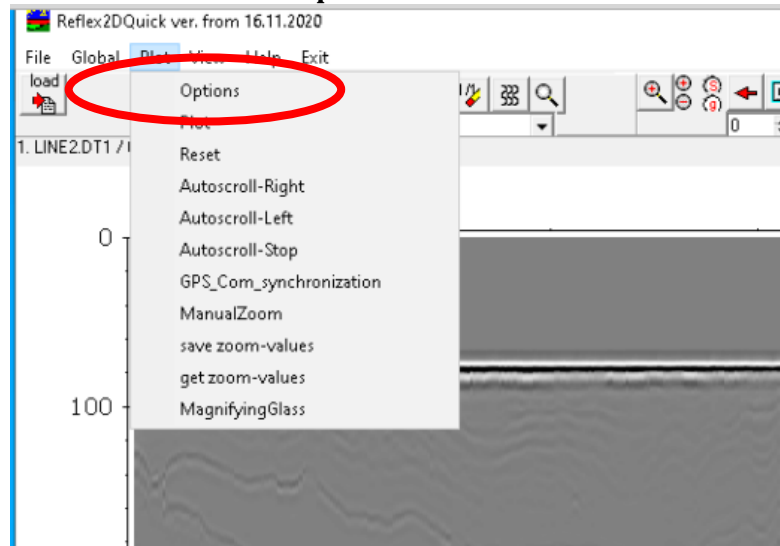 Reflex2DQuick ver. from 16.11.2020
File Global Plot View Help Exit
load
Options
Plot
Reset
Autoscroll-Right
Autoscroll-Left
Autoscroll-Stop
GPS_Com_synchronization
ManualZoom
save zoom-values
get zoom-values
MagnifyingGlass
0
1. LINE2.DT1 /
0
100